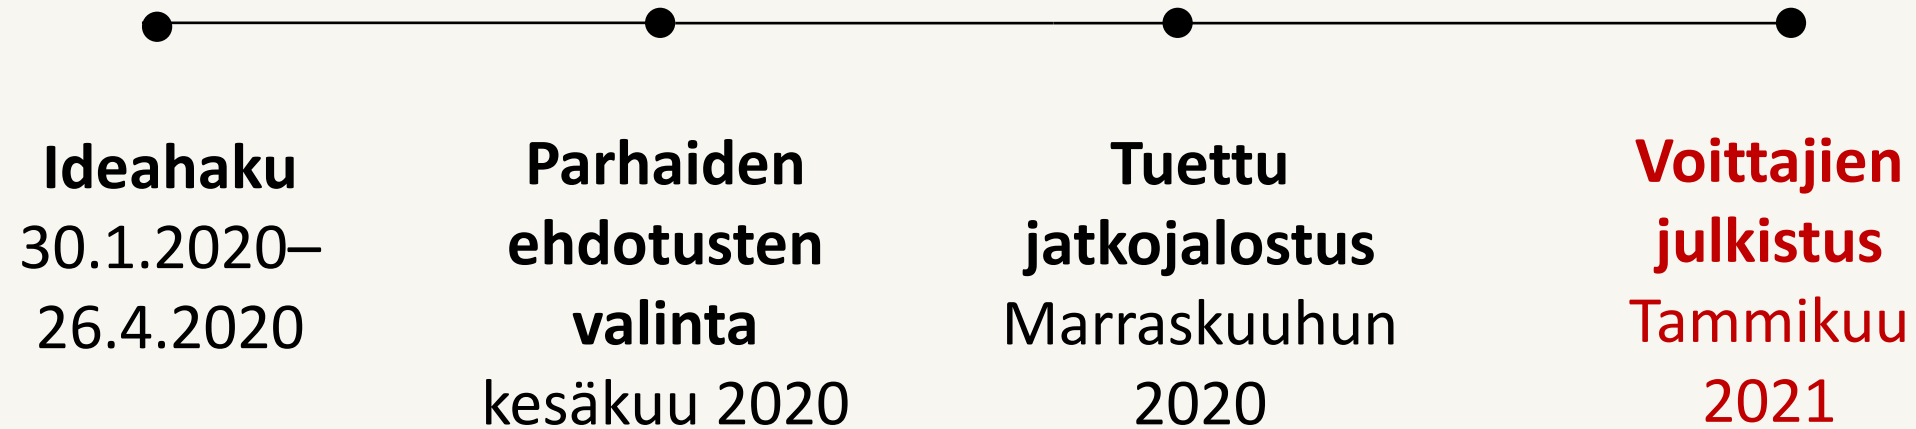 Ideahaku
30.1.2020–
26.4.2020
Parhaiden
ehdotusten
valinta
kesäkuu 2020
Tuettu
jatkojalostus
Marraskuuhun
2020
Voittajien
julkistus
Tammikuu
2021